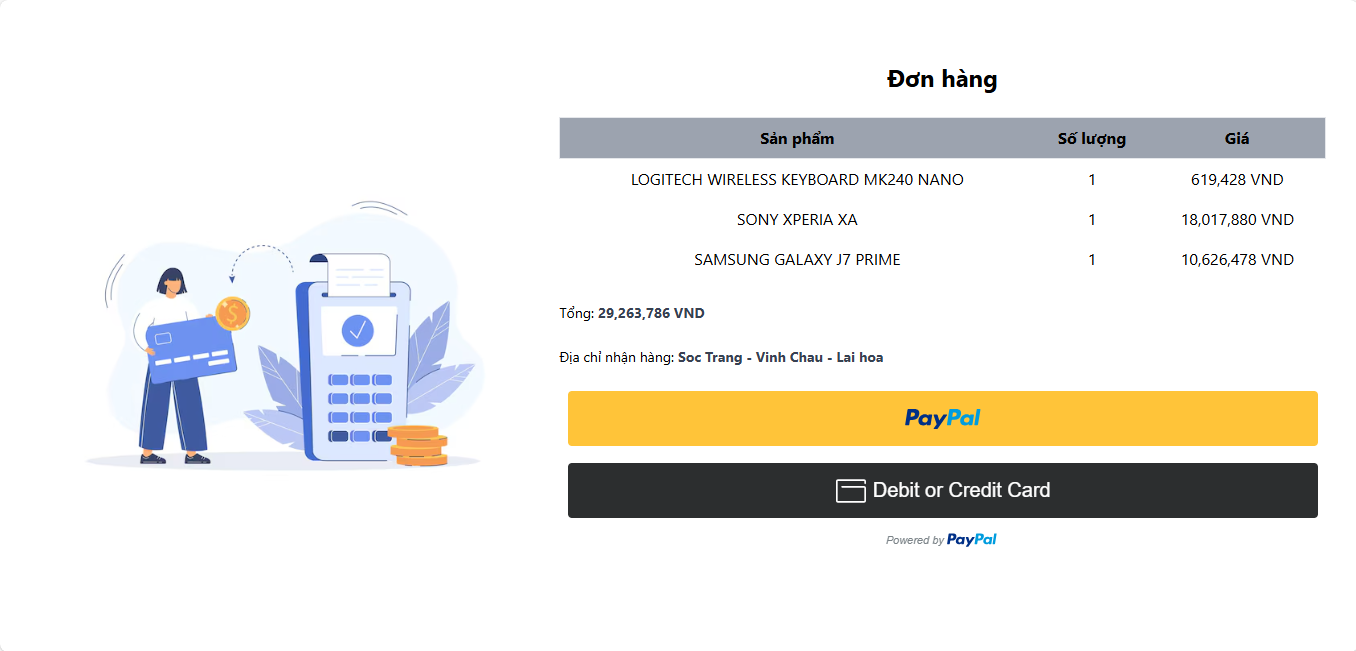 Đơn hàng
Sản phẩm Số lượng Giá
LOGITECH WIRELESS KEYBOARD MK240 NANO 1 619,428 VND
SONY XPERIA XA 1 18,017,880 VND
SAMSUNG GALAXY J7 PRIME 1 10,626,478 VND
Tổng: 29,263,786 VND
Địa chỉ nhận hàng: Soc Trang - Vinh Chau - Lai hoa
PayPal
Debit or Credit Card
Powered by PayPal